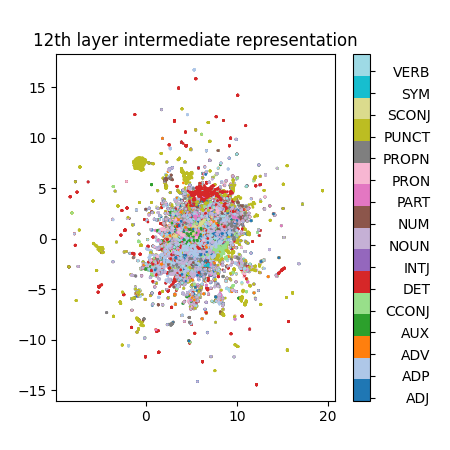 12th layer intermediate representation
15
10
5
0
−5
−10
−15
0
10
20
VERB
SYM
SCONJ
PUNCT
PROPN
PRON
PART
NUM
NOUN
INTJ
DET
CCONJ
AUX
ADV
ADP
ADJ